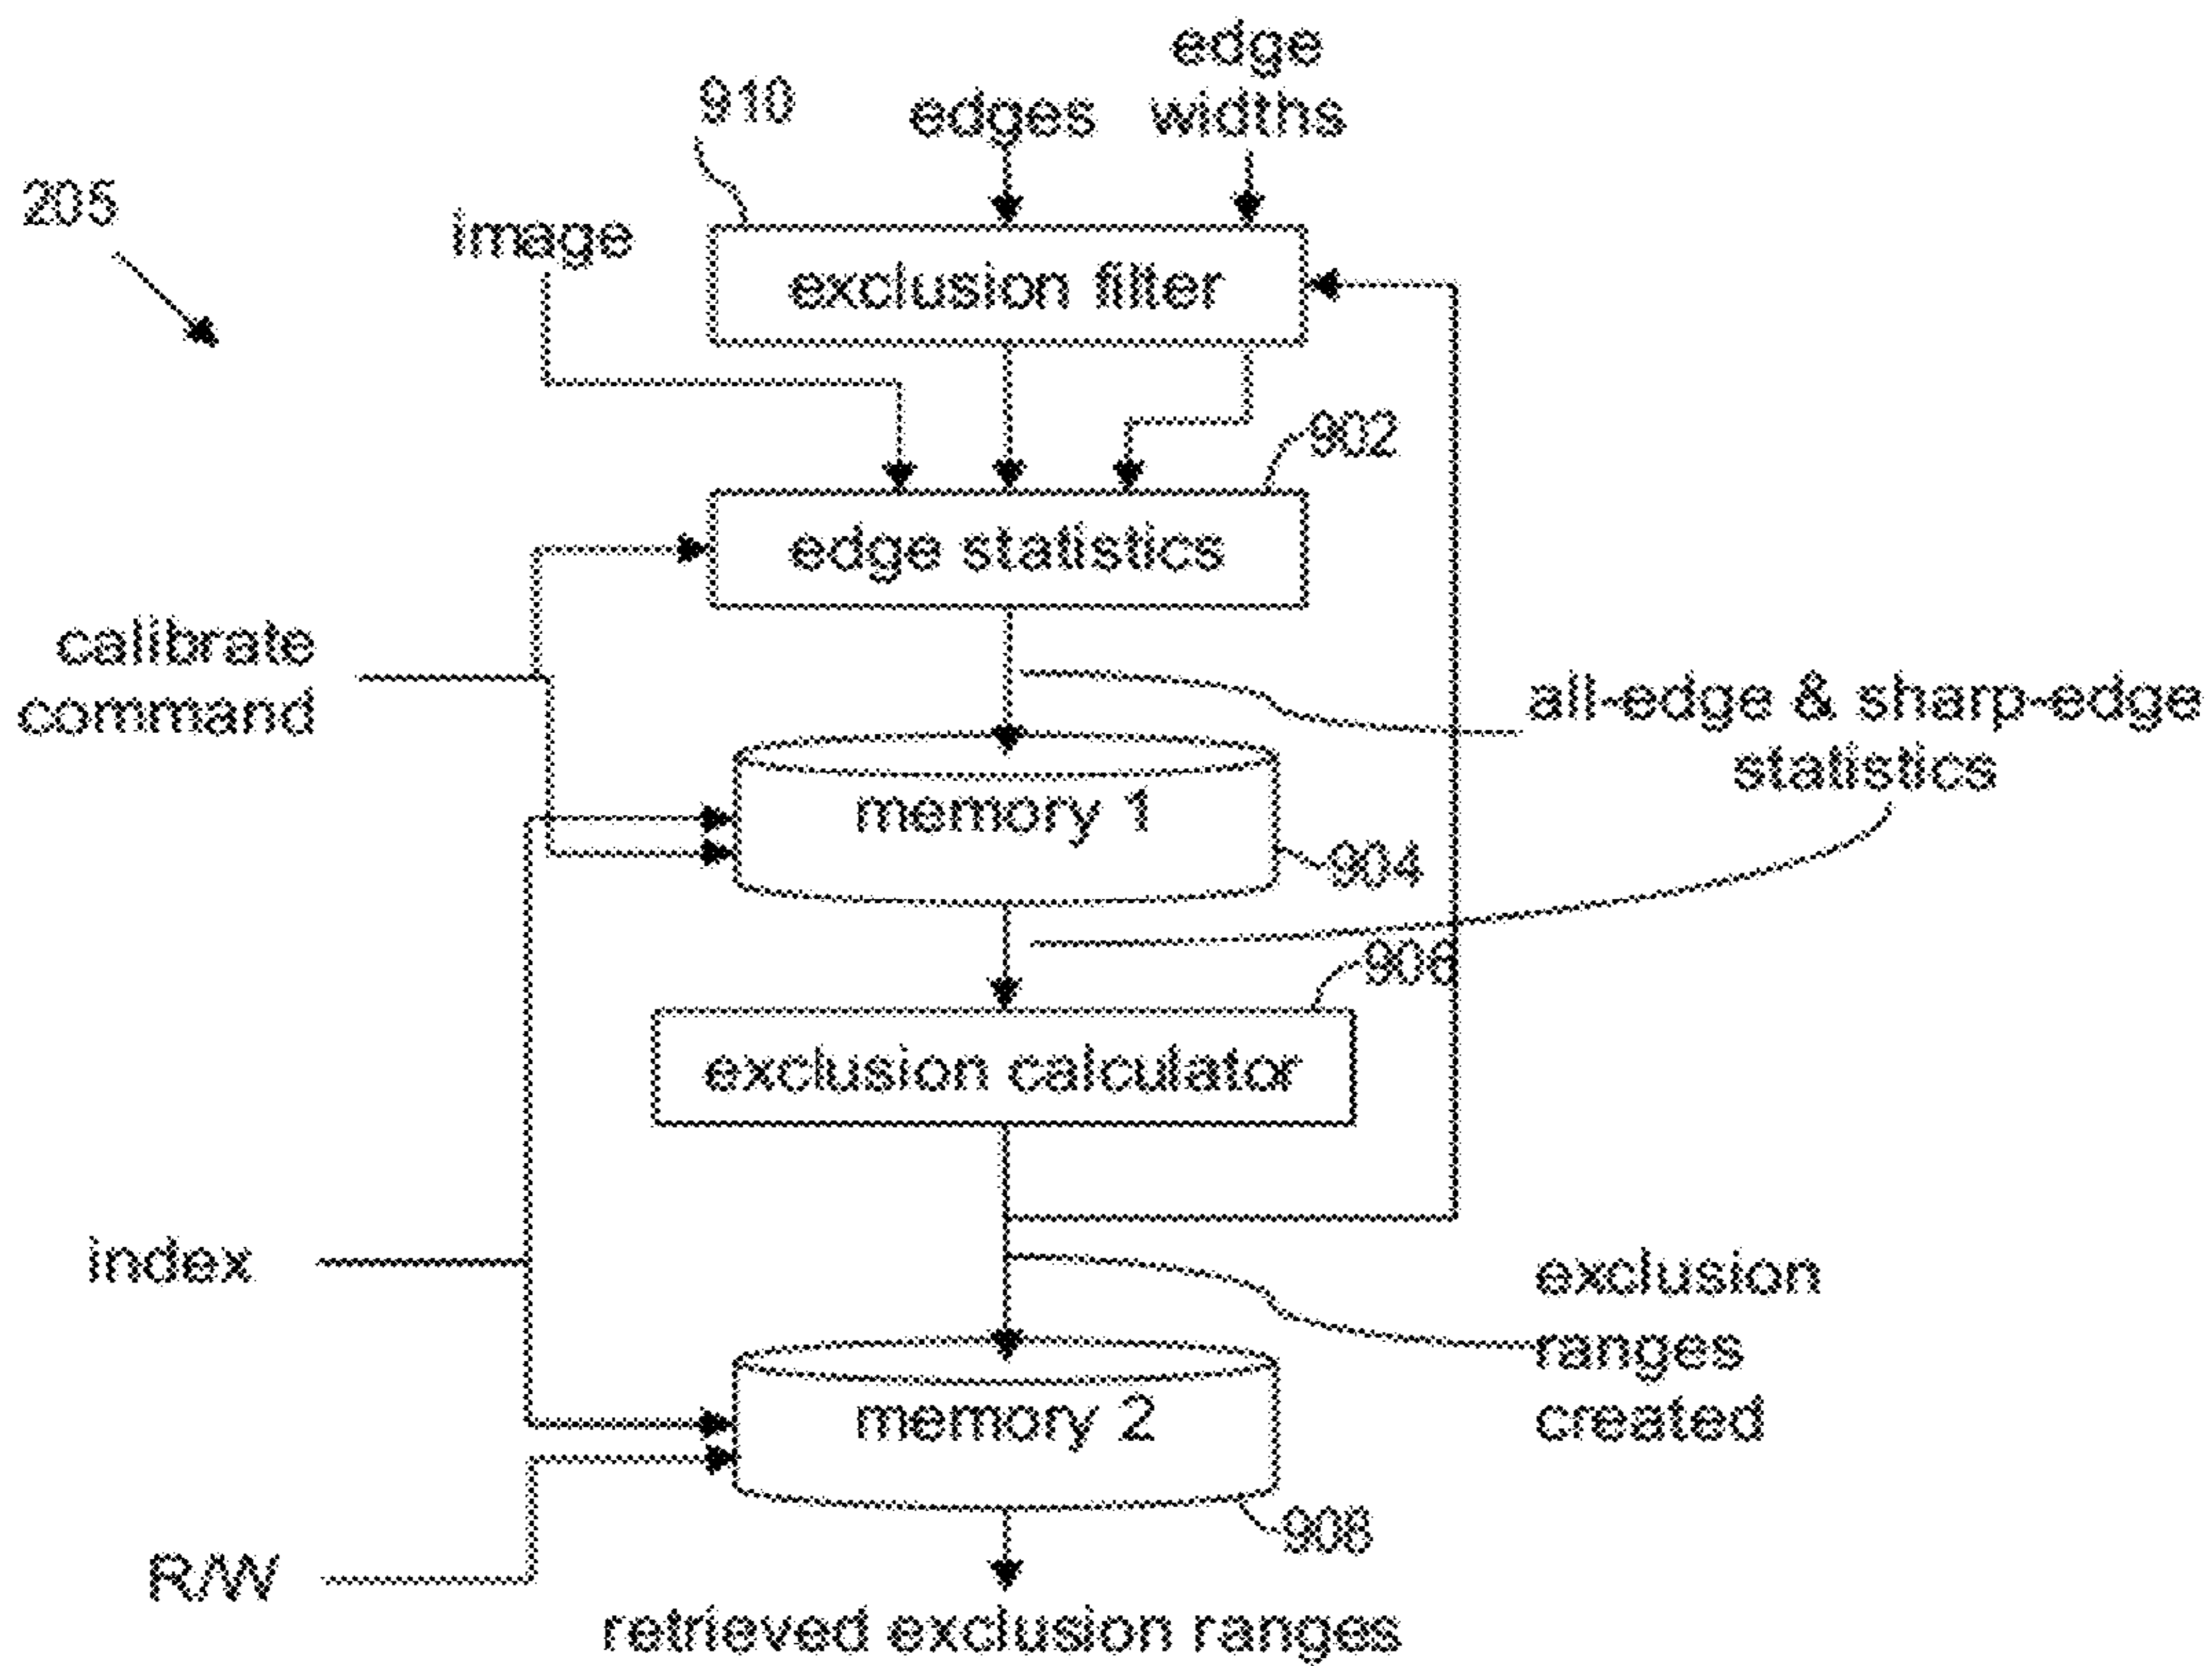 edge
widths
edges
910
205
image
exclusion filter
902
edge statistics
calibrate
command
all-edge & sharp-edge
statistics
memory 1
904
906
exclusion calculator
index
exclusion
ranges
created
memory 2
908
R/W
retrieved exclusion ranges